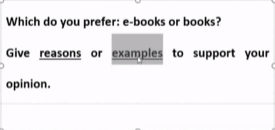 Which do you prefer: e-books or books?
Give reasons or examples to support your
opinion.